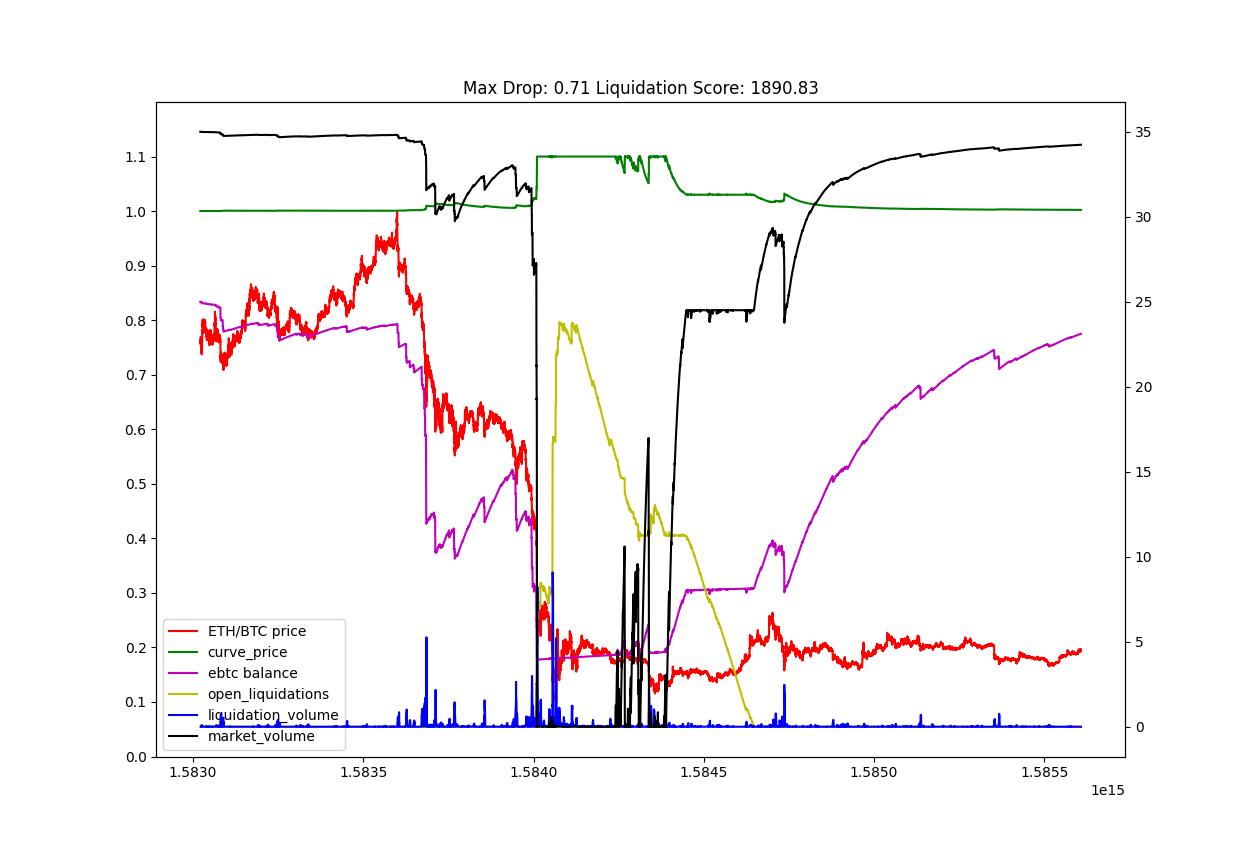 Max Drop: 0.71 Liquidation Score: 1890.83
35
1.1
1.0
30
0.9
0.8
25
0.7
20
0.6
0.5
15
0.4
10
0.3
0.2
5
0.1
0
0.0
ETH/BTC price
curve_price
ebtc balance
open_liquidations
liquidation_volume
market_volume
1.5830 1.5835 1.5840 1.5845 1.5850 1.5855
1e15